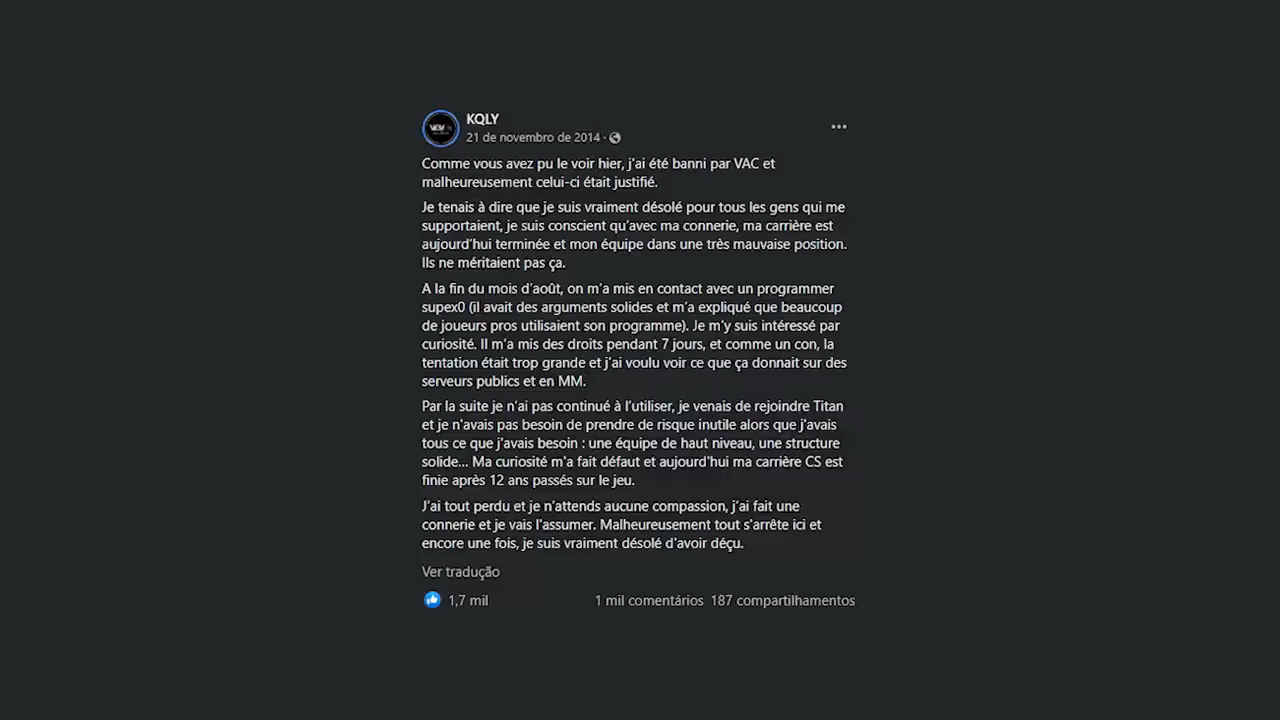 KQLY
21 de novembro de 2014 ·
Comme vous avez pu le voir hier, j'ai été banni par VAC et
malheureusement celui-ci était justifié.
Je tenais à dire que je suis vraiment désolé pour tous les gens qui me
supportaient, je suis conscient qu'avec ma connerie, ma carrière est
aujourd'hui terminée et mon équipe dans une très mauvaise position.
Ils ne méritaient pas ça.
A la fin du mois d'août, on m'a mis en contact avec un programmer
supex0 (il avait des arguments solides et m'a expliqué que beaucoup
de joueurs pros utilisaient son programme). Je m'y suis intéressé par
curiosité. Il m'a mis des droits pendant 7 jours, et comme un con, la
tentation était trop grande et j'ai voulu voir ce que ça donnait sur des
serveurs publics et en MM.
Par la suite je n'ai pas continué à l'utiliser, je venais de rejoindre Titan
et je n'avais pas besoin de prendre de risque inutile alors que j'avais
tous ce que j'avais besoin : une équipe de haut niveau, une structure
solide... Ma curiosité m'a fait défaut et aujourd'hui ma carrière CS est
finie après 12 ans passés sur le jeu.
J'ai tout perdu et je n'attends aucune compassion, j'ai fait une
connerie et je vais l'assumer. Malheureusement tout s'arrête ici et
encore une fois, je suis vraiment désolé d'avoir déçu.
Ver tradução
1,7 mil 1 mil comentários 187 compartilhamentos